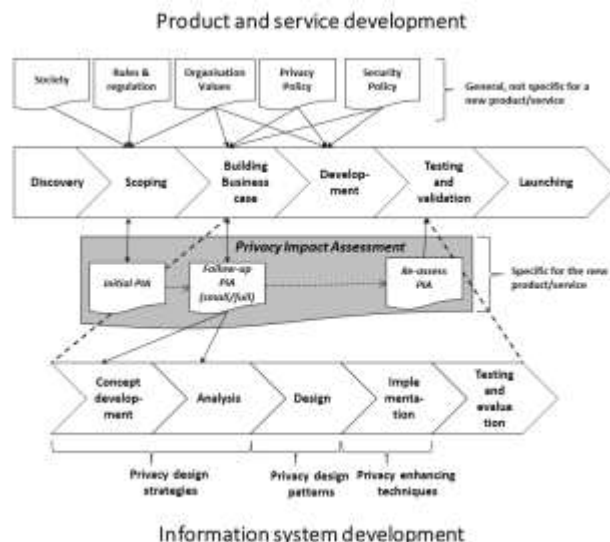 Product and service development
Society
Rules &
regulation
Organisation
Values
Privacy
Policy
Security
Policy
General, not specific for a
new product/service
Discovery
Scoping
Building
Business
case
Develop-
ment
Testing
and
validation
Launching
Privacy Impact Assessment
Initial PIA
Follow-up
PIA
(small/full)
Re-assess
PIA
Specific for the new
product/service
Concept
develop-
ment
Analysis
Design
Imple
menta-
tion
Testing
and
evalua
tion
Privacy design
strategies
Privacy design
patterns
Privacy enhancing
techniques
Information system development